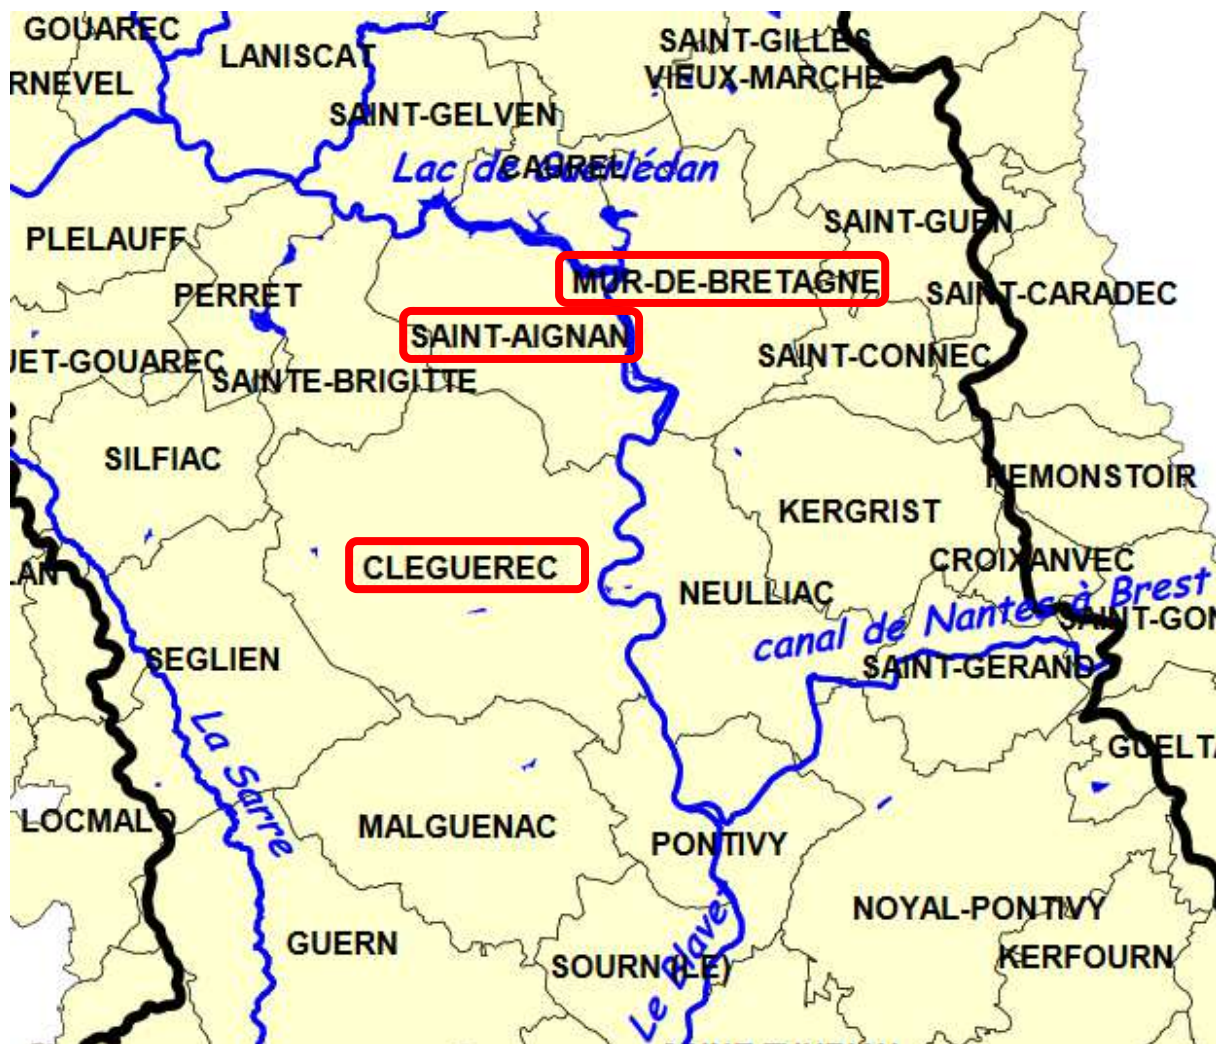 GOUAREC
LANISCAT
SAINT-GILLES
VIEUX-MARCHE
RNEVEL
SAINT-GELVEN
CAUREL
Lac de Guerlédan
SAINT-GUEN
PLELAUFF
MUR-DE-BRETAGNE
PERRET
SAINT-CARADEC
SAINT-AIGNAN
SAINT-CONNEC
UET-GOUAREC
SAINTE-BRIGITTE
SILFIAC
HEMONSTOIR
KERGRIST
CROIXANVEC
LAN
CLEGUEREC
NEULLIAC
canal de Nantes à Brest
SAINT-GON
SEGLIEN
SAINT-GERAND
La Sarre
GUELTA
LOCMALO
MALGUENAC
PONTIVY
NOYAL-PONTIVY
GUERN
KERFOURN
SOURN (LE)
Le Blavet